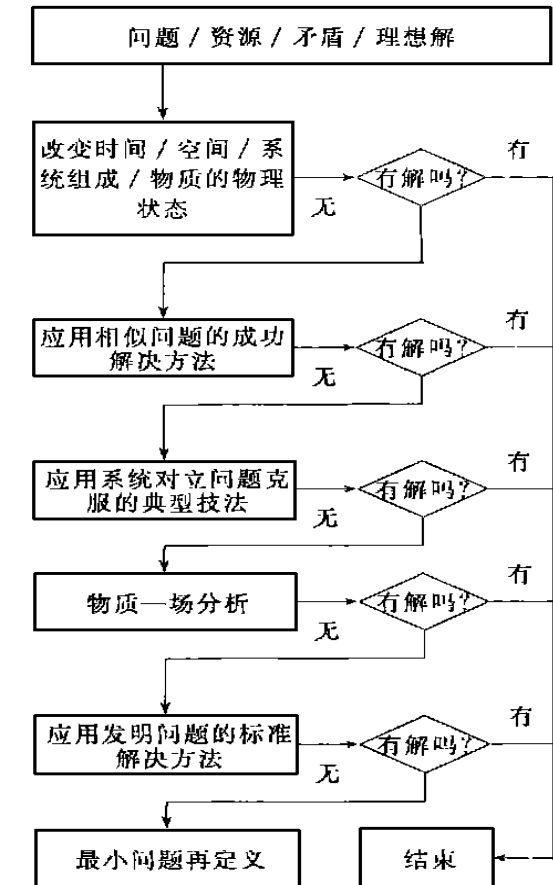 问题/资源/矛盾/理想解
改变时间/空间/系
统组成/物质的物理
状态
有解吗?
有
无
应用相似问题的成功
解决方法
有解吗?
有
无
应用系统对立问题克
服的典型技法
有解吗?
有
无
物质一场分析
有解吗?
有
无
应用发明问题的标准
解决方法
有解吗?
有
无
最小问题再定义
结束